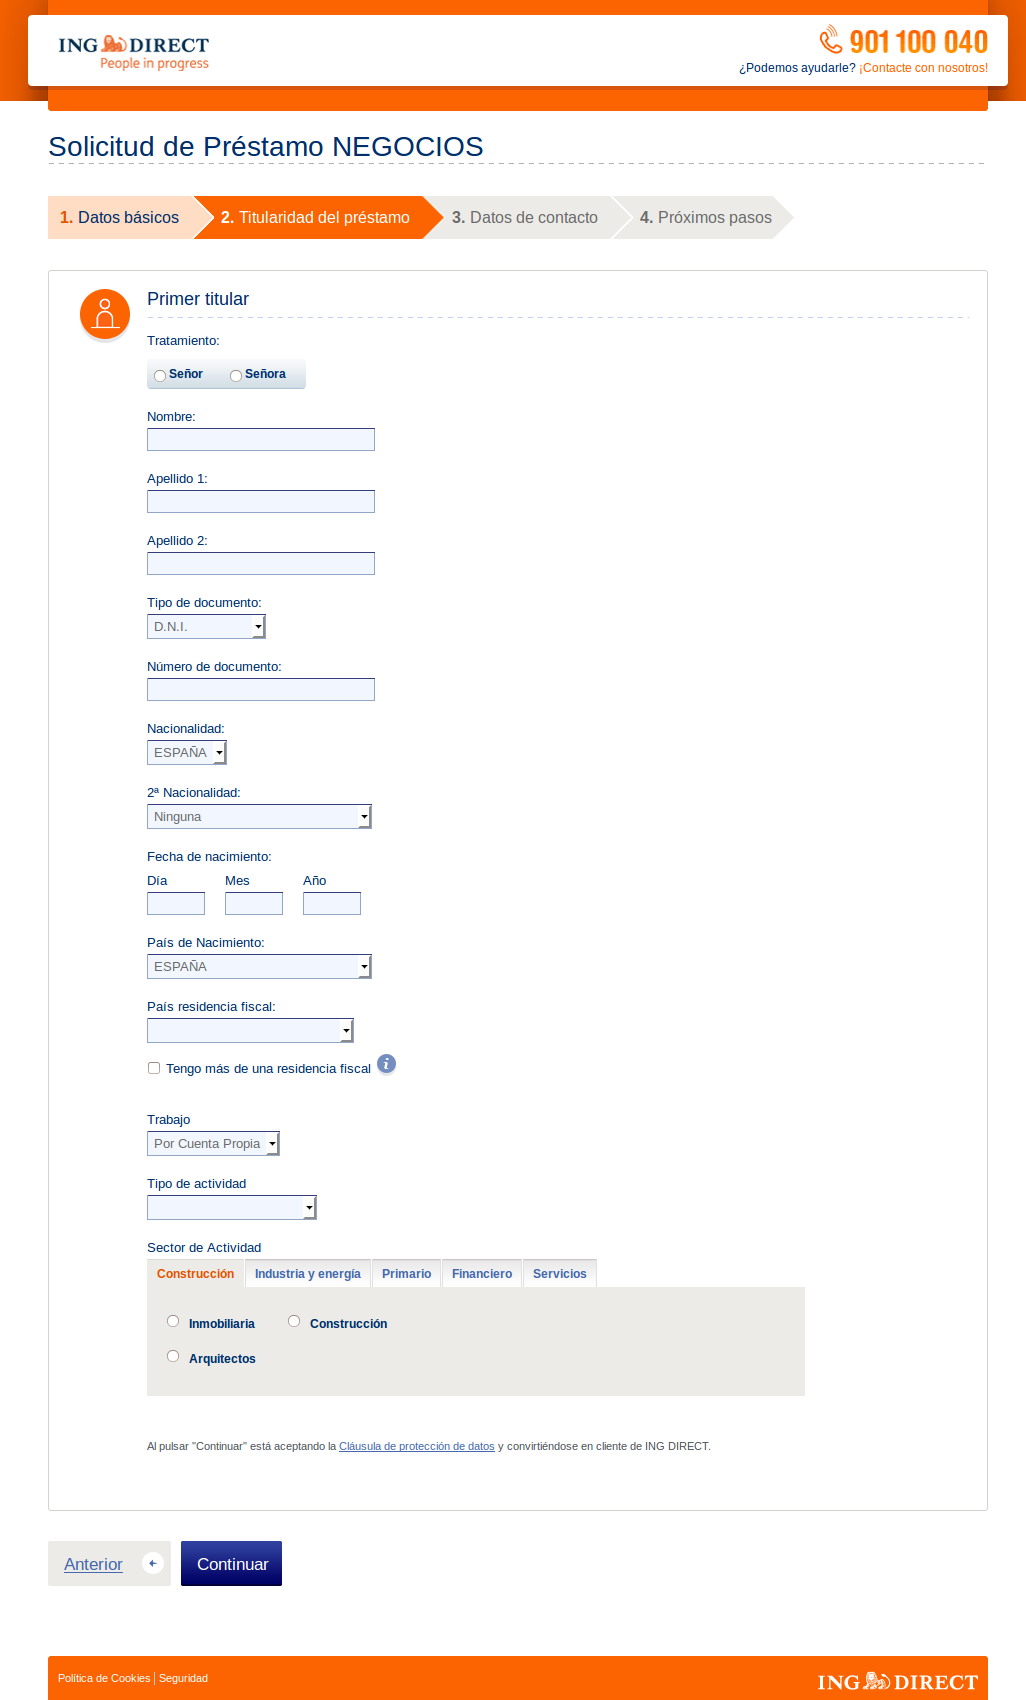 ING DIRECT
People in progress
901 100 040
¿Podemos ayudarle? ¡Contacte con nosotros!
Solicitud de Préstamo NEGOCIOS
1. Datos básicos 2. Titularidad del préstamo 3. Datos de contacto 4. Próximos pasos
Primer titular
Tratamiento:
Señor Señora
Nombre:
Apellido 1:
Apellido 2:
Tipo de documento:
D.N.I.
Número de documento:
Nacionalidad:
ESPAÑA
2ª Nacionalidad:
Ninguna
Fecha de nacimiento:
Día Mes Año
País de Nacimiento:
ESPAÑA
País residencia fiscal:
Tengo más de una residencia fiscal i
Trabajo
Por Cuenta Propia
Tipo de actividad
Sector de Actividad
Construcción Industria y energía Primario Financiero Servicios
Inmobiliaria Construcción
Arquitectos
Al pulsar "Continuar" está aceptando la Cláusula de protección de datos y convirtiéndose en cliente de ING DIRECT.
Anterior Continuar
Política de Cookies | Seguridad ING DIRECT